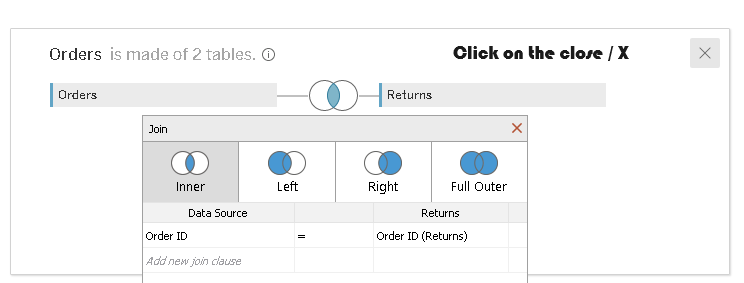 Orders is made of 2 tables. ⓘ
Click on the close / X
Orders
Returns
Join
Inner
Left
Right
Full Outer
Data Source
Returns
Order ID = Order ID (Returns)
Add new join clause